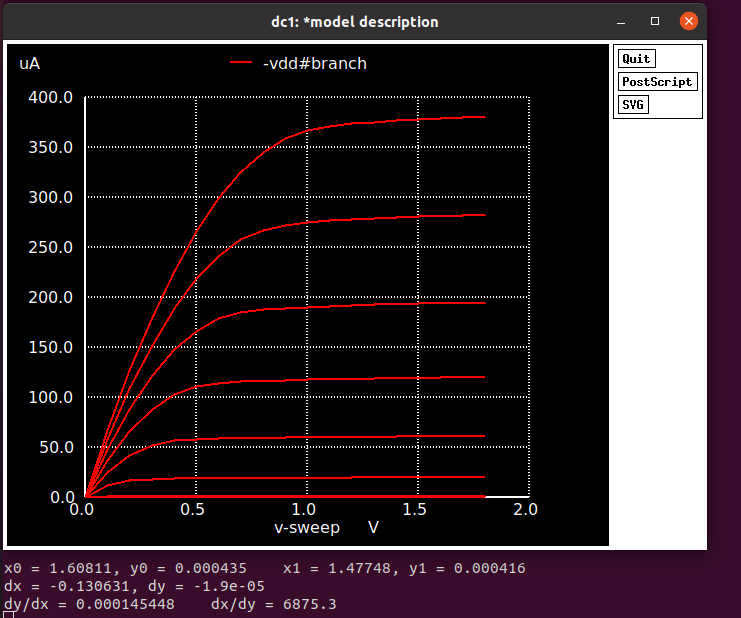 dc1: *model description
uA
-vdd#branch
Quit
PostScript
SVG
400.0
350.0
300.0
250.0
200.0
150.0
100.0
50.0
0.0
0.0 0.5 1.0 1.5 2.0
v-sweep V
x0 = 1.60811, y0 = 0.000435 x1 = 1.47748, y1 = 0.000416
dx = -0.130631, dy = -1.9e-05
dy/dx = 0.000145448 dx/dy = 6875.3